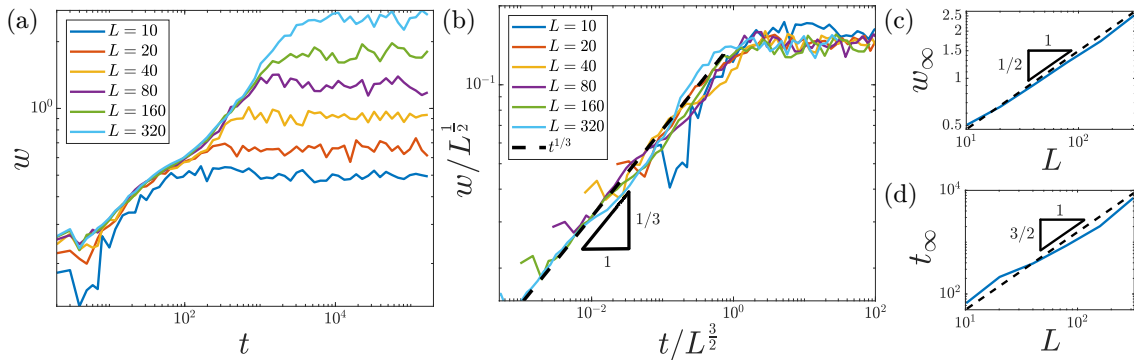 (a)
w
10^0
L = 10
L = 20
L = 40
L = 80
L = 160
L = 320
10^2
10^4
t
(b)
w/L^{1/2}
10^{-1}
L = 10
L = 20
L = 40
L = 80
L = 160
L = 320
t^{1/3}
1/3
1
10^{-2}
10^0
10^2
t/L^{3/2}
(c)
w_∞
2.5
1.5
1
0.5
1
1/2
10^1
10^2
L
(d)
t_∞
10^4
10^2
1
3/2
10^1
10^2
L